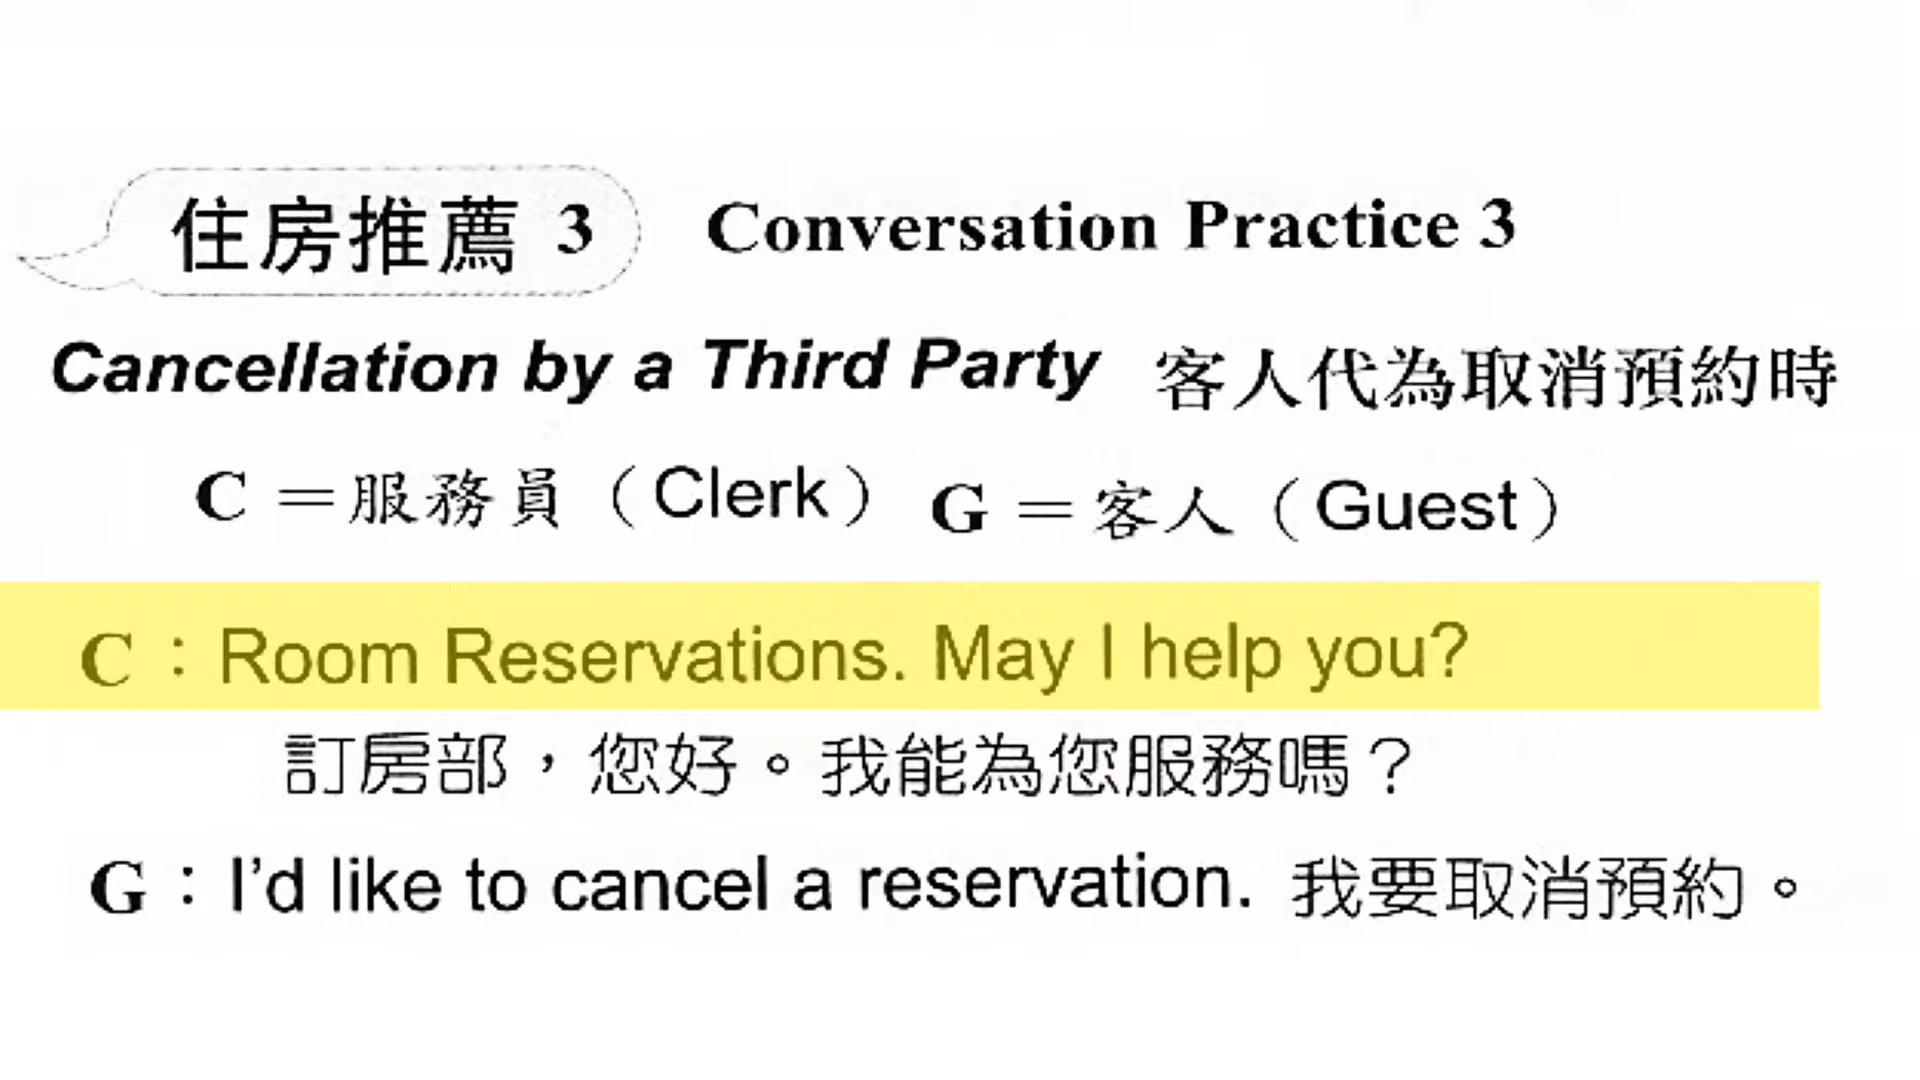 住房推薦 3 Conversation Practice 3
Cancellation by a Third Party 客人代為取消預約時
C＝服務員（Clerk） G＝客人（Guest）
C：Room Reservations. May I help you?
訂房部，您好。我能為您服務嗎？
G：I'd like to cancel a reservation. 我要取消預約。